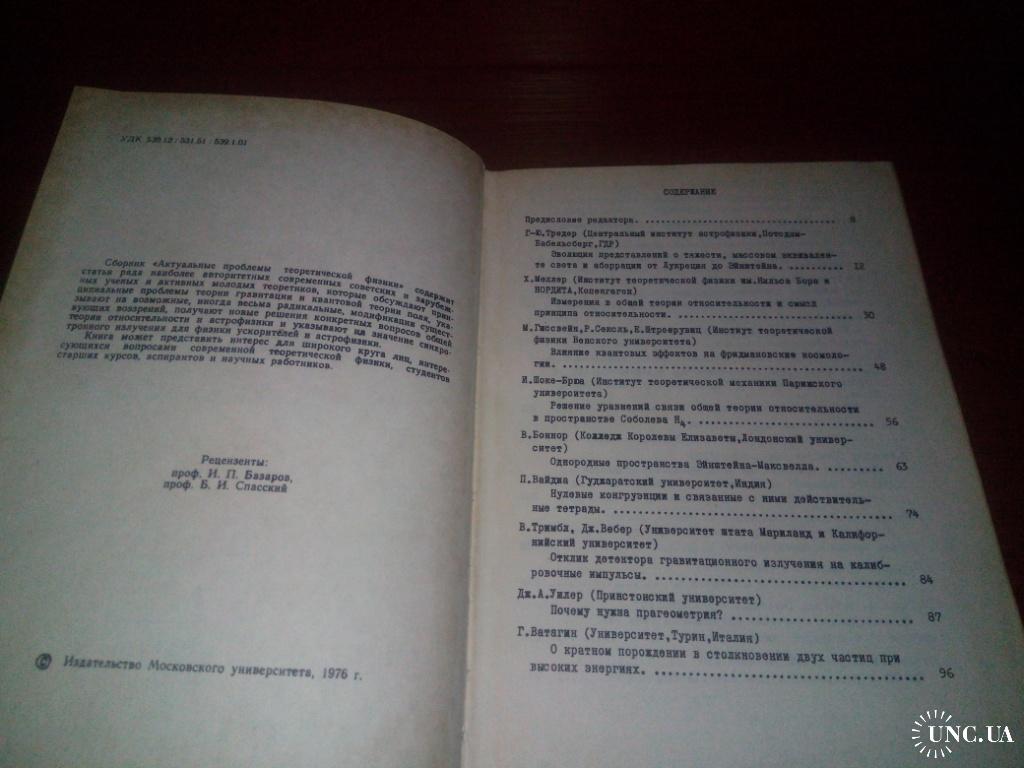 УДК 530.12 : 531.51 : 539.1.01
Сборник «Актуальные проблемы теоретической физики» содержит
статьи ряда наиболее авторитетных современных советских и зарубеж-
ных ученых и активных молодых теоретиков, которые обсуждают прин-
ципиальные проблемы теории гравитации и квантовой теории поля, ука-
зывают на возможные, иногда весьма радикальные, модификации сущест-
вующих воззрений, получают новые решения конкретных вопросов общей
теории относительности и астрофизики и указывают на значение синхро-
тронного излучения для физики ускорителей и астрофизики.
Книга может представить интерес для широкого круга лиц, интере-
сующихся вопросами современной теоретической физики, студентов
старших курсов, аспирантов и научных работников.
Рецензенты:
проф. И. П. Базаров,
проф. Б. И. Спасский
© Издательство Московского университета, 1976 г.
СОДЕРЖАНИЕ
Предисловие редактора. 8
Г-Ю.Тредер (Центральный институт астрофизики,Потсдам-
Бабельсберг,ГДР)
Эволюция представлений о тяжести, массовом эквивален-
те света и аберрации от Лукреция до Эйнштейна. 12
Х.Меллер (Институт теоретической физики им.Нильса Бора и
НОРДИТА,Копенгаген)
Измерения в общей теории относительности и смысл
принципа относительности. 30
М.Гюссвейн,Р.Сексль,Е.Штроерувиц (Институт теоретической
физики Венского университета)
Влияние квантовых эффектов на фридмановские космоло-
гии. 48
И.Шоке-Брюа (Институт теоретической механики Парижского
университета)
Решение уравнений связи общей теории относительности
в пространстве Соболева H₄. 56
В.Боннор (Колледж Королевы Елизаветы,Лондонский универ-
ситет)
Однородные пространства Эйнштейна-Максвелла. 63
П.Вайдиа (Гуджаратский университет,Индия)
Нулевые конгруэнции и связанные с ними действитель-
ные тетрады. 74
В.Тримбл, Дж.Вебер (Университет штата Мариланд и Калифор-
нийский университет)
Отклик детектора гравитационного излучения на калиб-
ровочные импульсы. 84
Дж.А.Уилер (Принстонский университет)
Почему нужна прагеометрия? 87
Г.Ватагин (Университет,Турин,Италия)
О кратном порождении в столкновении двух частиц при
высоких энергиях. 96
UNC.UA